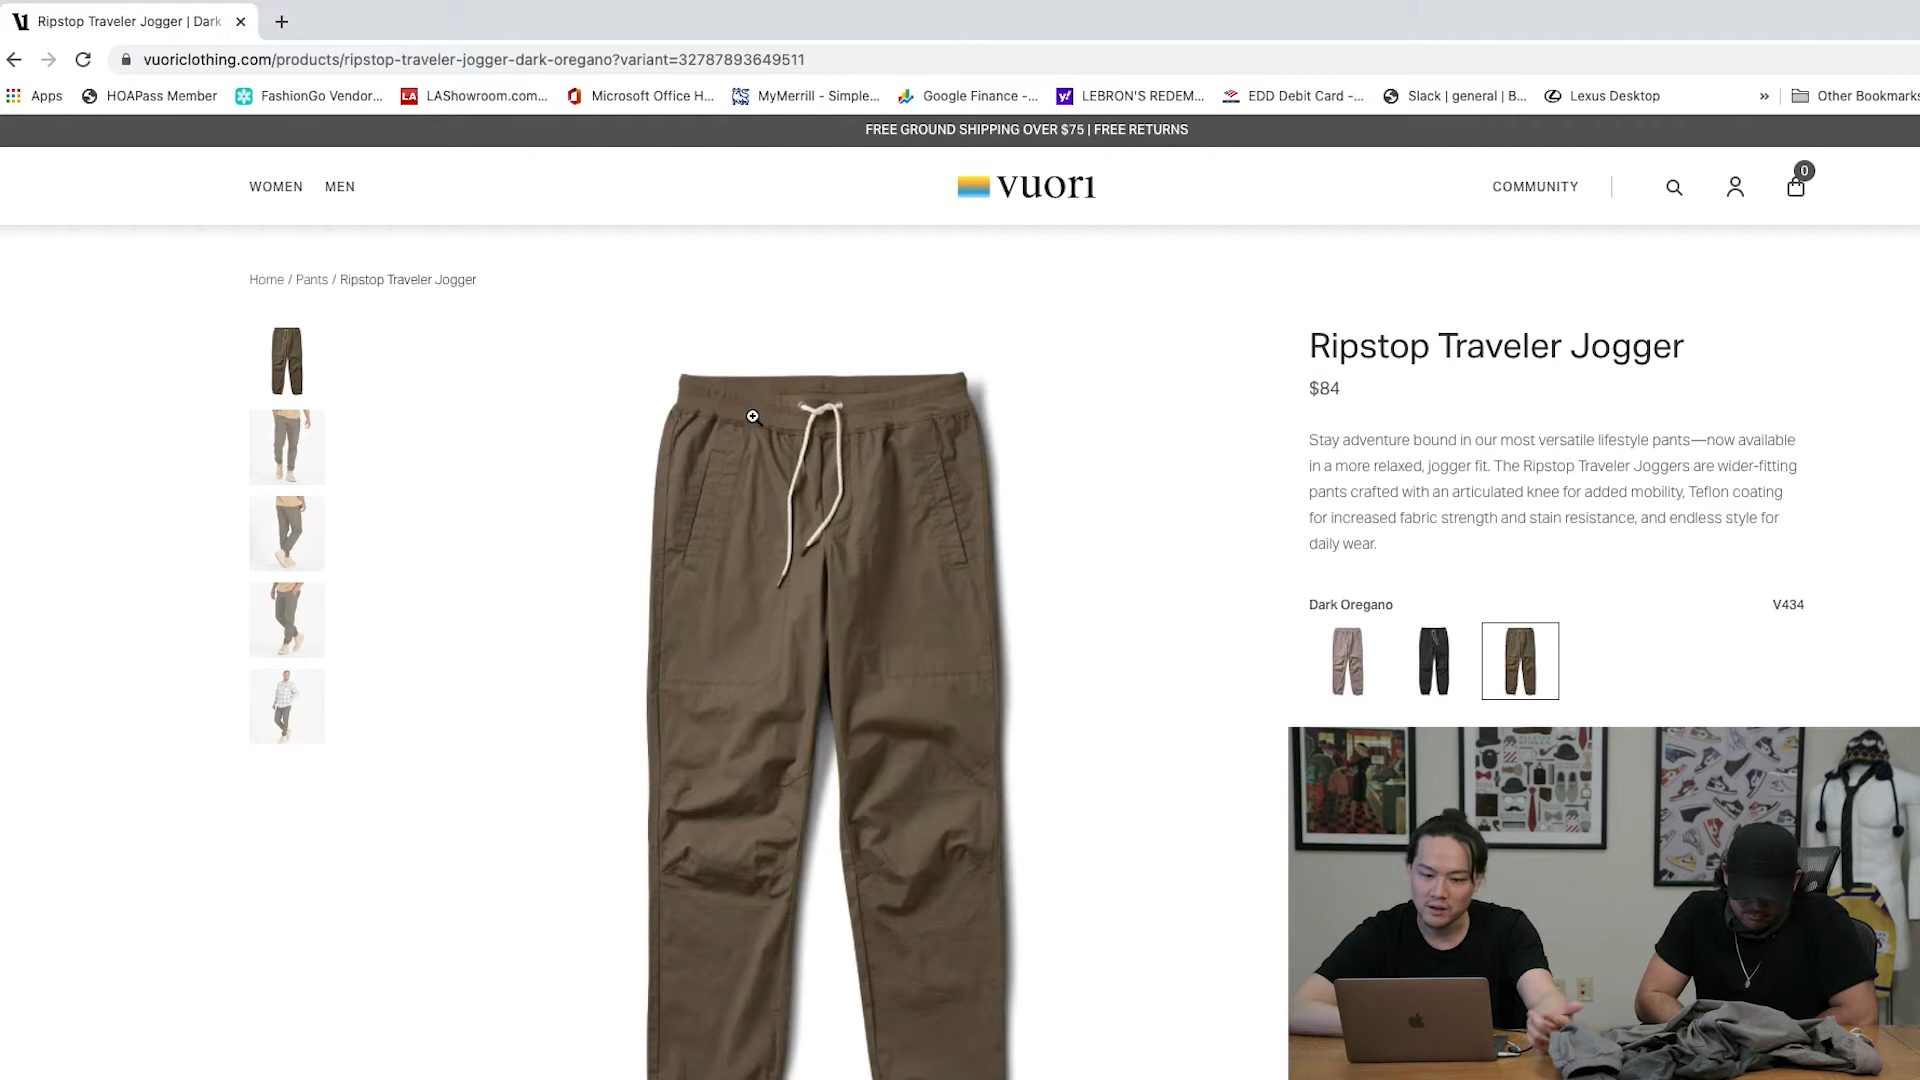 Ripstop Traveler Jogger | Dark
vuoriclothing.com/products/ripstop-traveler-jogger-dark-oregano?variant=32787893649511
Apps HOAPass Member FashionGo Vendor... LAShowroom.com... Microsoft Office H... MyMerrill - Simple... Google Finance -... LEBRON'S REDEM... EDD Debit Card -... Slack | general | B... Lexus Desktop » Other Bookmarks
FREE GROUND SHIPPING OVER $75 | FREE RETURNS
WOMEN MEN vuori COMMUNITY 0
Home / Pants / Ripstop Traveler Jogger
Ripstop Traveler Jogger
$84
Stay adventure bound in our most versatile lifestyle pants—now available
in a more relaxed, jogger fit. The Ripstop Traveler Joggers are wider-fitting
pants crafted with an articulated knee for added mobility, Teflon coating
for increased fabric strength and stain resistance, and endless style for
daily wear.
Dark Oregano V434